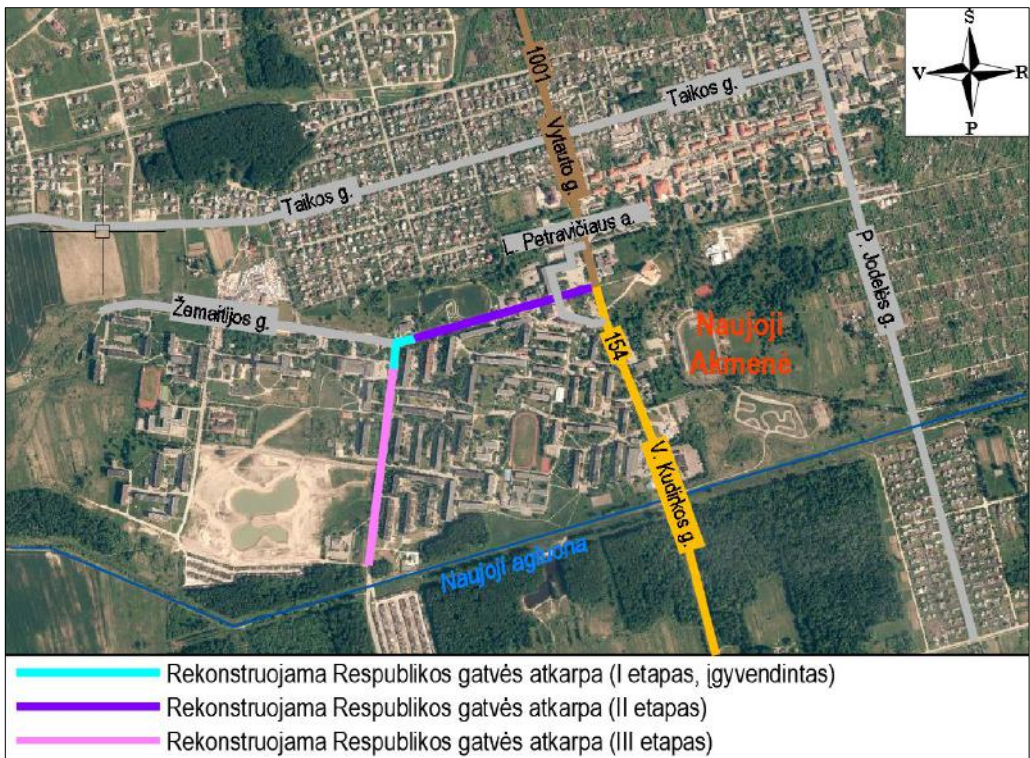 Š
V
R
P
1001
Vytauto g.
Taikos g.
Taikos g.
L. Petravičiaus a.
P. Jodelės g.
Žemaitijos g.
154
Naujoji
Akmenė
V. Kudirkos g.
Naujoji agluona
Rekonstruojama Respublikos gatvės atkarpa (I etapas, įgyvendintas)
Rekonstruojama Respublikos gatvės atkarpa (II etapas)
Rekonstruojama Respublikos gatvės atkarpa (III etapas)